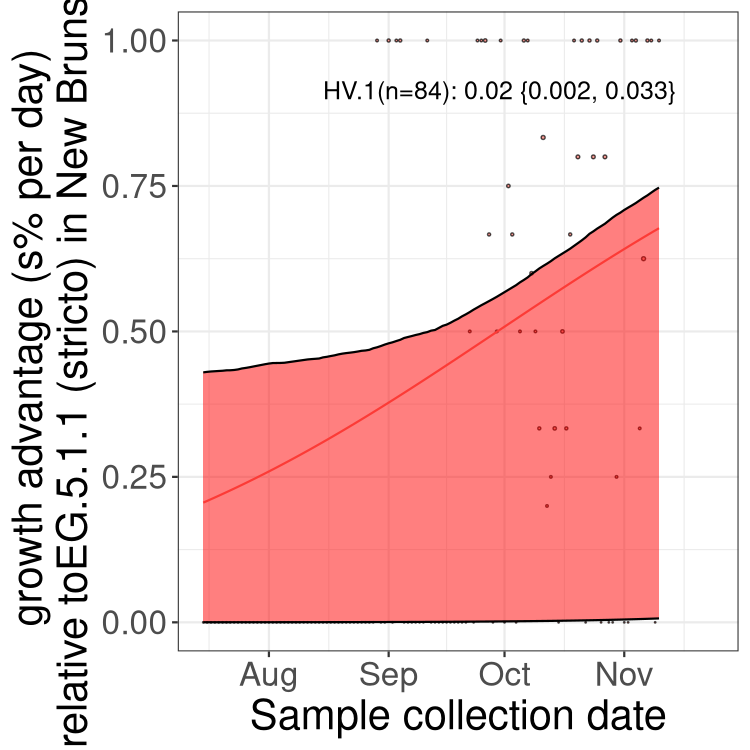 growth advantage (s% per day)
relative toEG.5.1.1 (stricto) in New Bruns
1.00
0.75
0.50
0.25
0.00
HV.1(n=84): 0.02 {0.002, 0.033}
Aug Sep Oct Nov
Sample collection date